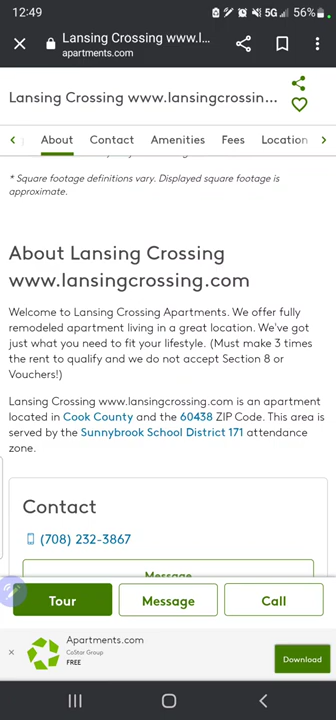 12:49
5G 56%
Lansing Crossing www.l...
apartments.com
Lansing Crossing www.lansingcrossin...
About Contact Amenities Fees Location
* Square footage definitions vary. Displayed square footage is
approximate.
About Lansing Crossing
www.lansingcrossing.com
Welcome to Lansing Crossing Apartments. We offer fully
remodeled apartment living in a great location. We've got
just what you need to fit your lifestyle. (Must make 3 times
the rent to qualify and we do not accept Section 8 or
Vouchers!)
Lansing Crossing www.lansingcrossing.com is an apartment
located in Cook County and the 60438 ZIP Code. This area is
served by the Sunnybrook School District 171 attendance
zone.
Contact
(708) 232-3867
Message
Tour Message Call
Apartments.com
CoStar Group
FREE
Download